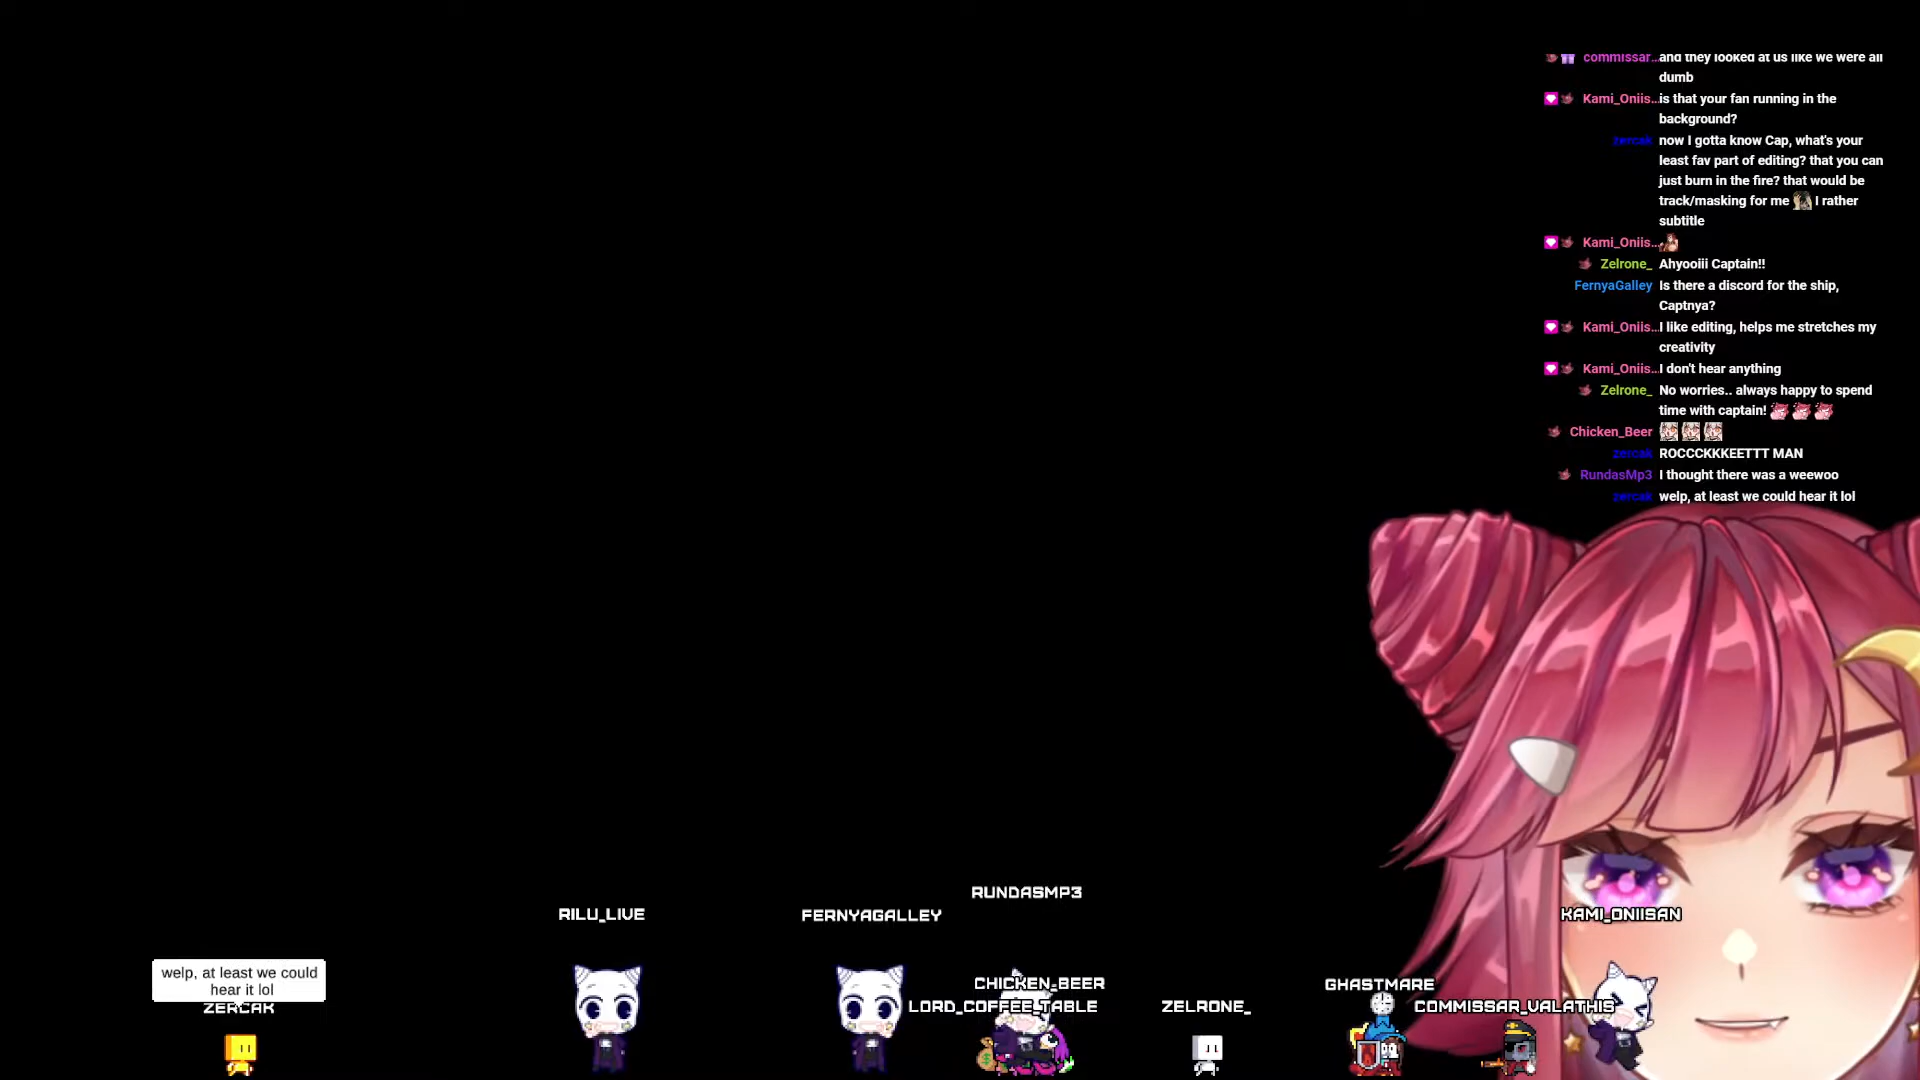 commissar... and they looked at us like we were all
dumb
Kami_Oniis... is that your fan running in the
background?
zercak now I gotta know Cap, what's your
least fav part of editing? that you can
just burn in the fire? that would be
track/masking for me I rather
subtitle
Kami_Oniis...
Zelrone_ Ahyooiii Captain!!
FernyaGalley Is there a discord for the ship,
Captnya?
Kami_Oniis... I like editing, helps me stretches my
creativity
Kami_Oniis... I don't hear anything
Zelrone_ No worries.. always happy to spend
time with captain!
Chicken_Beer
zercak ROCCCKKKEETTT MAN
RundasMp3 I thought there was a weewoo
zercak welp, at least we could hear it lol
RUNDASMP3
RILU_LIVE
FERNYAGALLEY
KAMI_ONIISAN
welp, at least we could
hear it lol
ZERCAK
CHICKEN_BEER
LORD_COFFEE_TABLE
ZELRONE_
GHASTMARE
COMMISSAR_VALATHIS